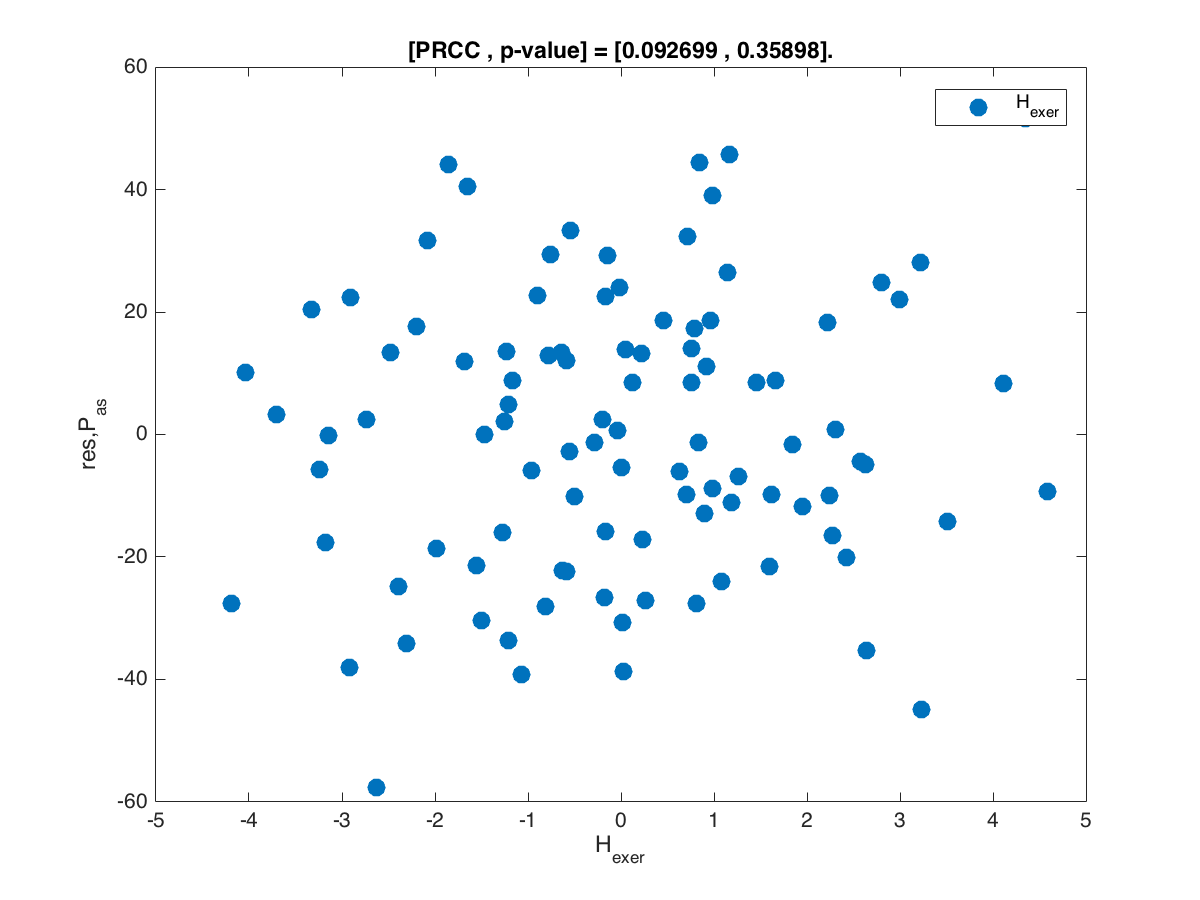 [PRCC , p-value] = [0.092699 , 0.35898].
60
40
20
0
-20
-40
-60
res,P_as
H_exer
-5 -4 -3 -2 -1 0 1 2 3 4 5
H_exer